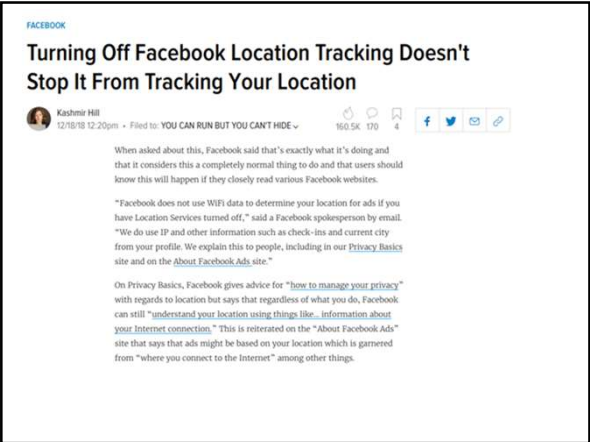 FACEBOOK
Turning Off Facebook Location Tracking Doesn't
Stop It From Tracking Your Location
Kashmir Hill
12/18/18 12:20pm • Filed to: YOU CAN RUN BUT YOU CAN'T HIDE
160.5K 170 4
When asked about this, Facebook said that's exactly what it's doing and
that it considers this a completely normal thing to do and that users should
know this will happen if they closely read various Facebook websites.
“Facebook does not use WiFi data to determine your location for ads if you
have Location Services turned off,” said a Facebook spokesperson by email.
“We do use IP and other information such as check-ins and current city
from your profile. We explain this to people, including in our Privacy Basics
site and on the About Facebook Ads site.”
On Privacy Basics, Facebook gives advice for “how to manage your privacy”
with regards to location but says that regardless of what you do, Facebook
can still “understand your location using things like... information about
your Internet connection.” This is reiterated on the “About Facebook Ads”
site that says that ads might be based on your location which is garnered
from “where you connect to the Internet” among other things.